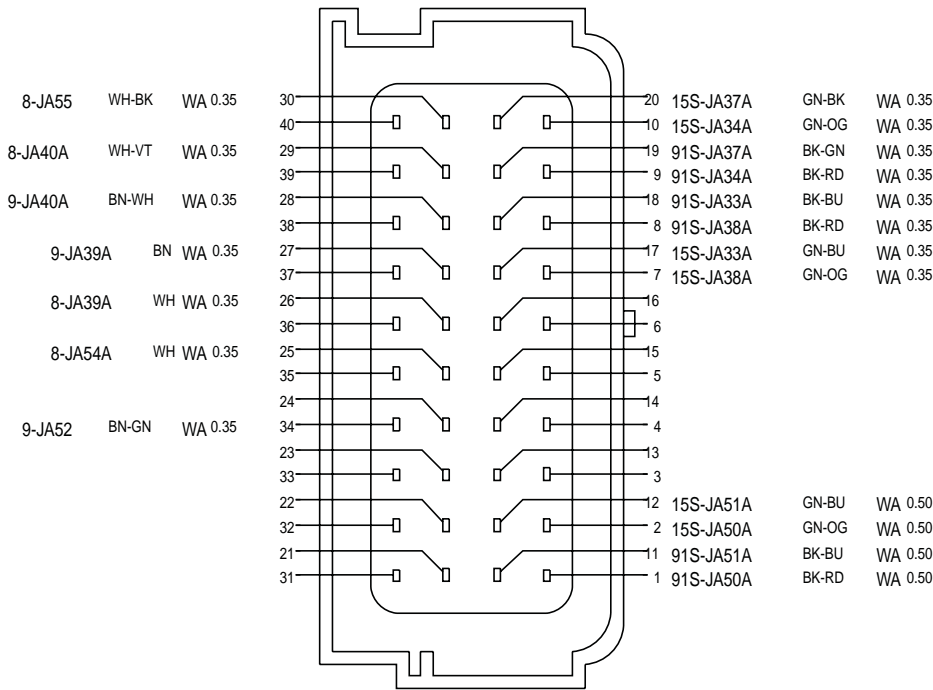 8-JA55 WH-BK WA 0.35 30 20 15S-JA37A GN-BK WA 0.35
40 10 15S-JA34A GN-OG WA 0.35
8-JA40A WH-VT WA 0.35 29 19 91S-JA37A BK-GN WA 0.35
39 9 91S-JA34A BK-RD WA 0.35
9-JA40A BN-WH WA 0.35 28 18 91S-JA33A BK-BU WA 0.35
38 8 91S-JA38A BK-RD WA 0.35
9-JA39A BN WA 0.35 27 17 15S-JA33A GN-BU WA 0.35
37 7 15S-JA38A GN-OG WA 0.35
8-JA39A WH WA 0.35 26 16
36 6
8-JA54A WH WA 0.35 25 15
35 5
24 14
9-JA52 BN-GN WA 0.35 34 4
23 13
33 3
22 12 15S-JA51A GN-BU WA 0.50
32 2 15S-JA50A GN-OG WA 0.50
21 11 91S-JA51A BK-BU WA 0.50
31 1 91S-JA50A BK-RD WA 0.50